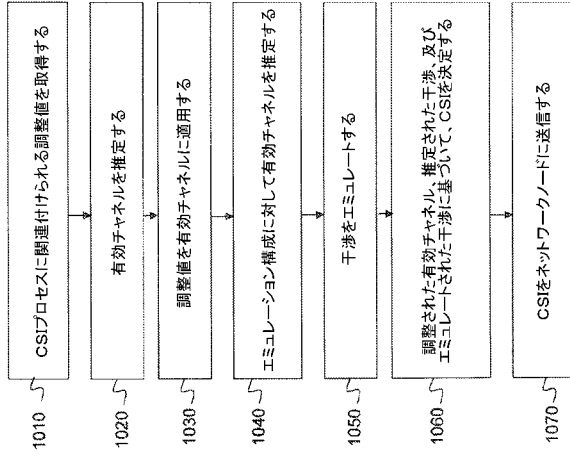 1010 CSIプロセスに関連付けられる調整値を取得する
1020 有効チャネルを推定する
1030 調整値を有効チャネルに適用する
1040 エミュレーション構成に対して有効チャネルを推定する
1050 干渉をエミュレートする
1060 調整された有効チャネル、推定された干渉、及び
エミュレートされた干渉に基づいて、CSIを決定する
1070 CSIをネットワークノードに送信する